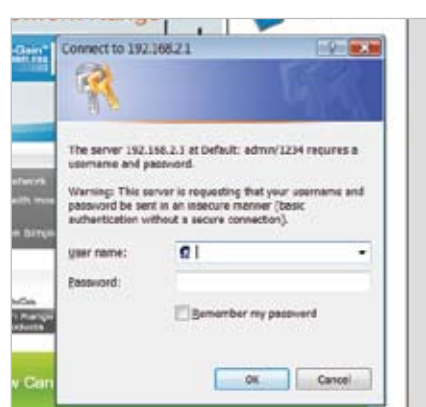 Connect to 192.168.2.1
The server 192.168.2.1 at Default: admin/1234 requires a
username and password.
Warning: This server is requesting that your username and
password be sent in an insecure manner (basic
authentication without a secure connection).
User name:
Password:
Remember my password
OK
Cancel